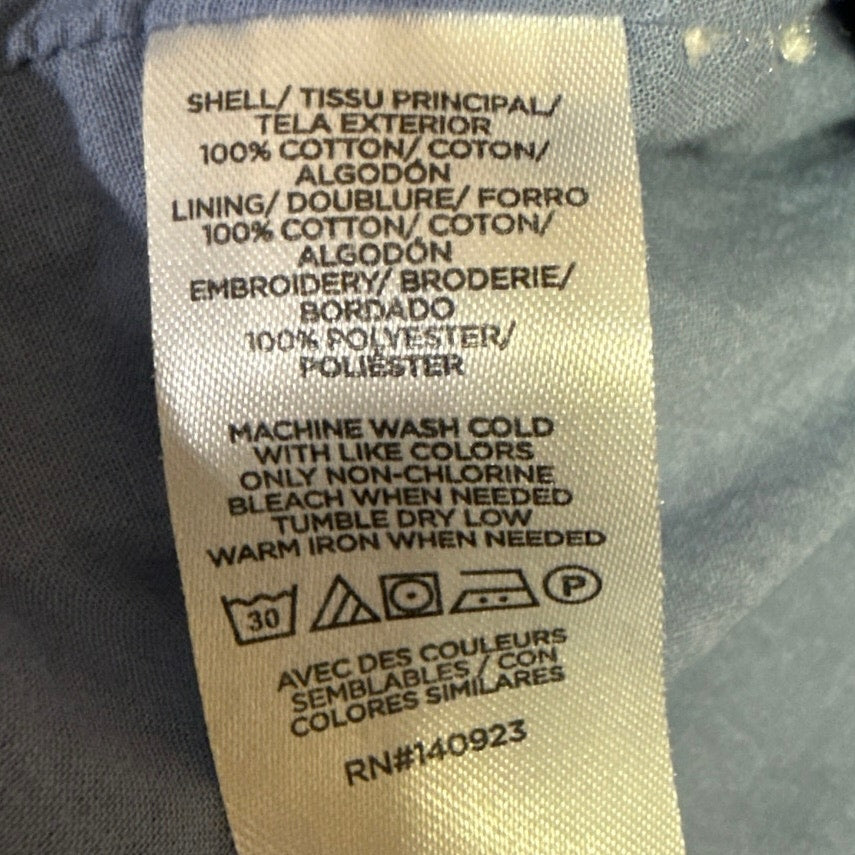 SHELL/ TISSU PRINCIPAL/
TELA EXTERIOR
100% COTTON/ COTON/
ALGODÓN
LINING/ DOUBLURE/ FORRO
100% COTTON/ COTON/
ALGODÓN
EMBROIDERY/ BRODERIE/
BORDADO
100% POLYESTER/
POLIÉSTER
MACHINE WASH COLD
WITH LIKE COLORS
ONLY NON-CHLORINE
BLEACH WHEN NEEDED
TUMBLE DRY LOW
WARM IRON WHEN NEEDED
30 P
AVEC DES COULEURS
SEMBLABLES / CON
COLORES SIMILARES
RN#140923